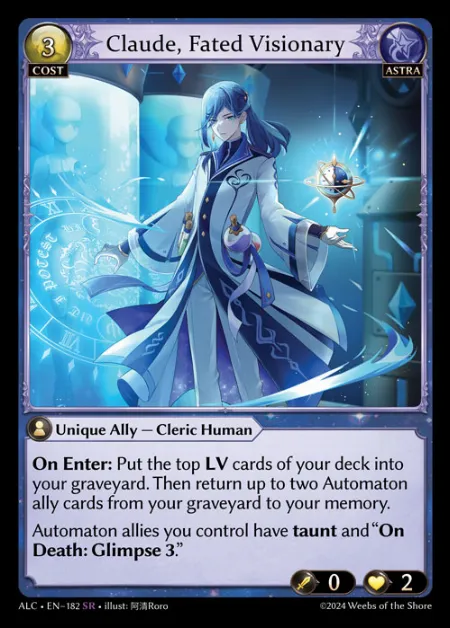 3
COST
Claude, Fated Visionary
ASTRA
Unique Ally — Cleric Human
On Enter: Put the top LV cards of your deck into
your graveyard. Then return up to two Automaton
ally cards from your graveyard to your memory.
Automaton allies you control have taunt and “On
Death: Glimpse 3.”
0
2
ALC • EN-182 SR • illust: 阿清Roro
©2024 Weebs of the Shore